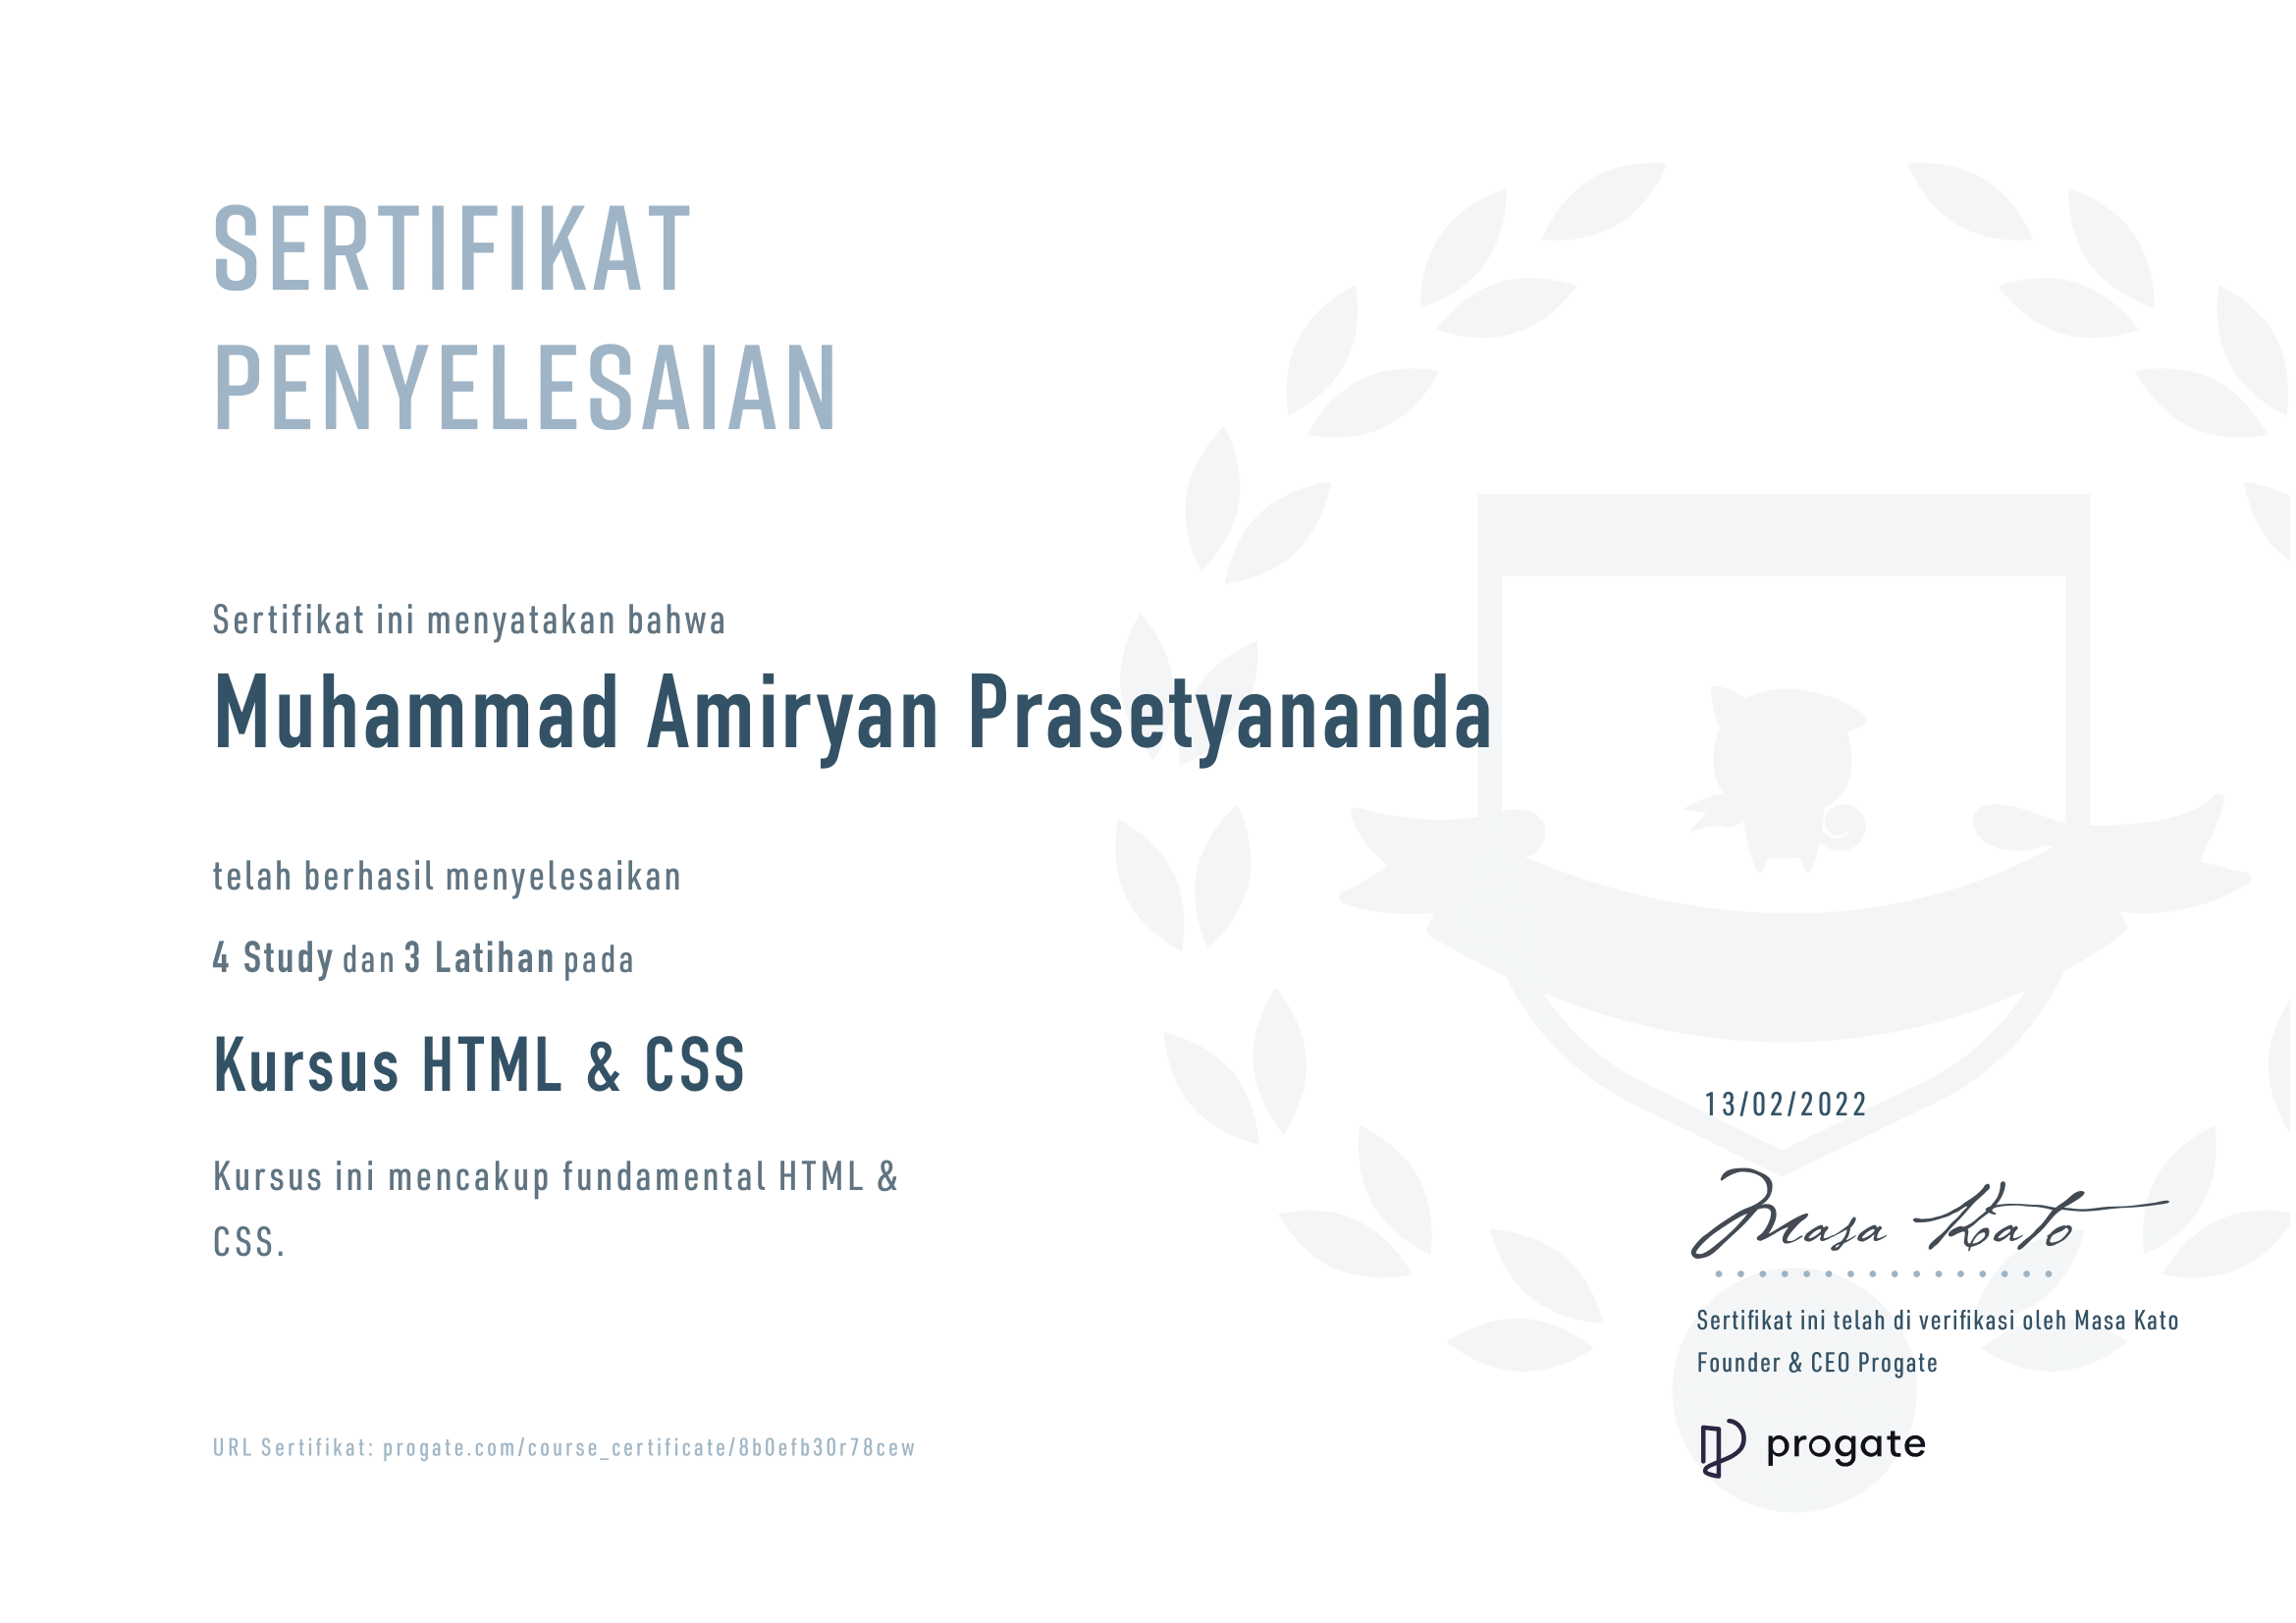 SERTIFIKAT
PENYELESAIAN
Sertifikat ini menyatakan bahwa
Muhammad Amiryan Prasetyananda
telah berhasil menyelesaikan
4 Study dan 3 Latihan pada
Kursus HTML & CSS
Kursus ini mencakup fundamental HTML &
CSS.
URL Sertifikat: progate.com/course_certificate/8b0efb30r78cew
13/02/2022
Masa Kato
Sertifikat ini telah di verifikasi oleh Masa Kato
Founder & CEO Progate
progate